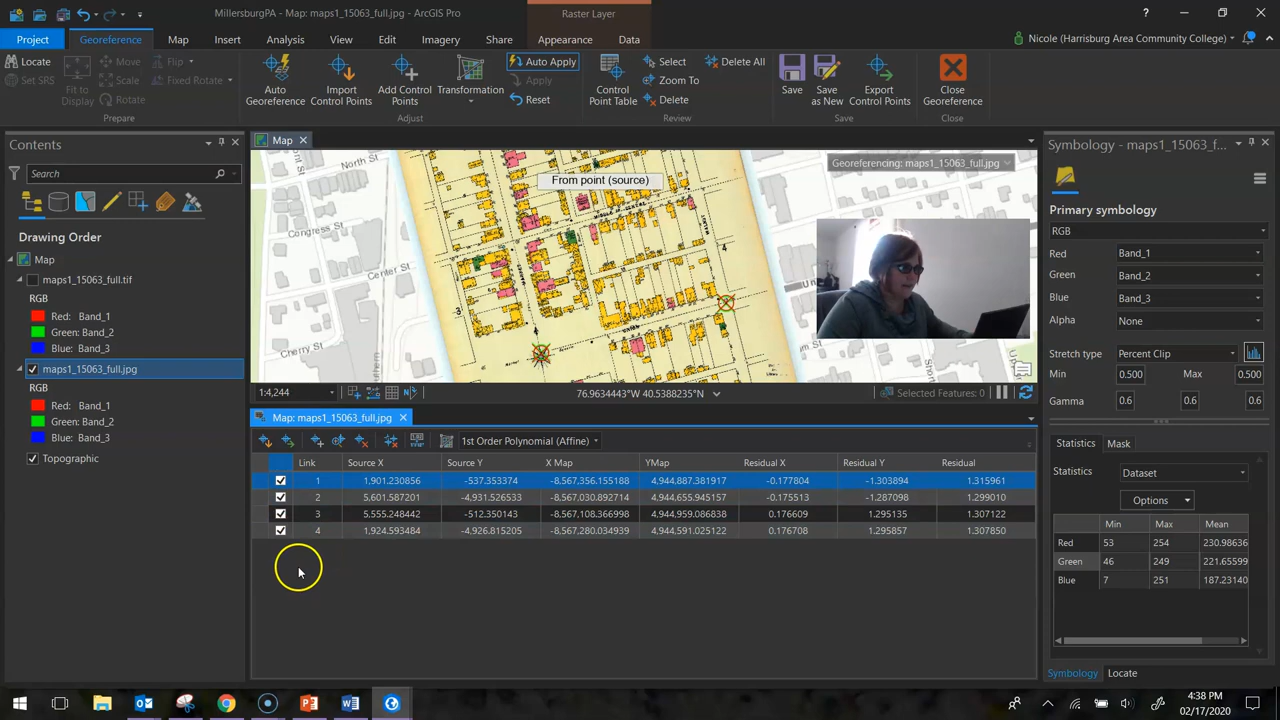 MillersburgPA - Map: maps1_15063_full.jpg - ArcGIS Pro
Raster Layer
?
Project Georeference Map Insert Analysis View Edit Imagery Share Appearance Data
Nicole (Harrisburg Area Community College)
Locate
Set SRS
Fit to Display
Move
Scale
Rotate
Flip
Fixed Rotate
Prepare
Auto Georeference
Import Control Points
Add Control Points
Transformation
Auto Apply
Apply
Reset
Adjust
Control Point Table
Select
Zoom To
Delete
Delete All
Review
Save
Save as New
Export Control Points
Save
Close Georeference
Close
Contents
Search
Drawing Order
Map
maps1_15063_full.tif
RGB
Red: Band_1
Green: Band_2
Blue: Band_3
maps1_15063_full.jpg
RGB
Red: Band_1
Green: Band_2
Blue: Band_3
Topographic
Map
From point (source)
Georeferencing: maps1_15063_full.jpg
North St
Congress St
Center St
Cherry St
3
4
1:4,244
76.9634443°W 40.5388235°N
Selected Features: 0
Map: maps1_15063_full.jpg
1st Order Polynomial (Affine)
Link Source X Source Y X Map YMap Residual X Residual Y Residual
1 1,901.230856 -537.353374 -8,567,356.155188 4,944,887.381917 -0.177804 -1.303894 1.315961
2 5,601.587201 -4,931.526533 -8,567,030.892714 4,944,655.945157 -0.175513 -1.287098 1.299010
3 5,555.248442 -512.350143 -8,567,108.366998 4,944,959.086838 0.176609 1.295135 1.307122
4 1,924.593484 -4,926.815205 -8,567,280.034939 4,944,591.025122 0.176708 1.295857 1.307850
Symbology - maps1_15063_f...
Primary symbology
RGB
Red Band_1
Green Band_2
Blue Band_3
Alpha None
Stretch type Percent Clip
Min 0.500 Max 0.500
Gamma 0.6 0.6 0.6
Statistics Mask
Statistics Dataset
Options
Min Max Mean
Red 53 254 230.98636
Green 46 249 221.65599
Blue 7 251 187.23140
Symbology Locate
4:38 PM
02/17/2020